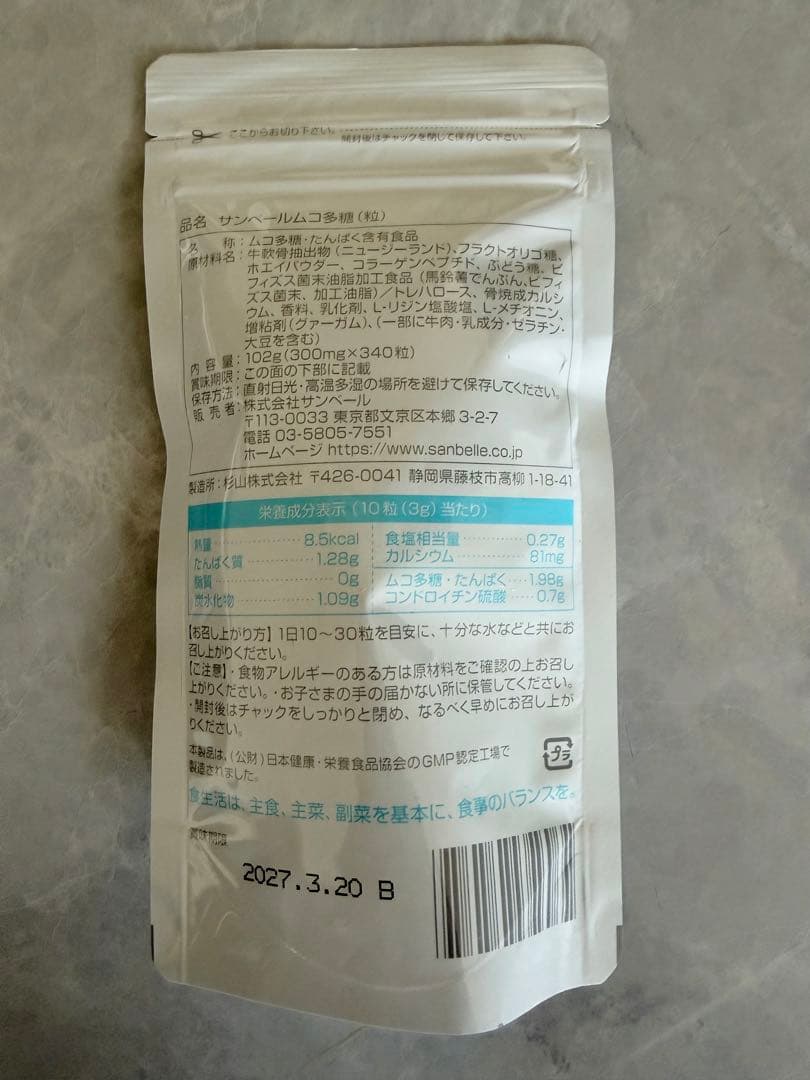 ここからお切り下さい。 開封後はチャックを閉じて保存して下さい。
品名 サンベールムコ多糖(粒)
名 称:ムコ多糖・たんぱく含有食品
原材料名:牛軟骨抽出物(ニュージーランド)、フラクトオリゴ糖、
ホエイパウダー、コラーゲンペプチド、ぶどう糖、ビ
フィズス菌末油脂加工食品(馬鈴薯でんぷん、ビフィ
ズス菌末、加工油脂)/トレハロース、骨焼成カルシ
ウム、香料、乳化剤、L-リジン塩酸塩、L-メチオニン、
増粘剤(グァーガム)、(一部に牛肉・乳成分・ゼラチン・
大豆を含む)
内 容 量:102g(300mg×340粒)
賞味期限:この面の下部に記載
保存方法:直射日光・高温多湿の場所を避けて保存してください。
販 売 者:株式会社サンベール
〒113-0033 東京都文京区本郷 3-2-7
電話 03-5805-7551
ホームページ https://www.sanbelle.co.jp
製造所:杉山株式会社 〒426-0041 静岡県藤枝市高柳 1-18-41
栄養成分表示(10粒(3g)当たり)
熱量 ········ 8.5kcal 食塩相当量 ········ 0.27g
たんぱく質 ········ 1.28g カルシウム ········ 81mg
脂質 ········ 0g ムコ多糖・たんぱく ···· 1.98g
炭水化物 ········ 1.09g コンドロイチン硫酸 ···· 0.7g
【お召し上がり方】1日10〜30粒を目安に、十分な水などと共にお
召し上がりください。
【ご注意】・食物アレルギーのある方は原材料をご確認の上お召し
上がりください。・お子さまの手の届かない所に保管してください。
・開封後はチャックをしっかりと閉め、なるべく早めにお召し上が
りください。
本製品は、(公財)日本健康・栄養食品協会のGMP認定工場で
製造されました。
プラ
食生活は、主食、主菜、副菜を基本に、食事のバランスを。
賞味期限
2027.3.20 B